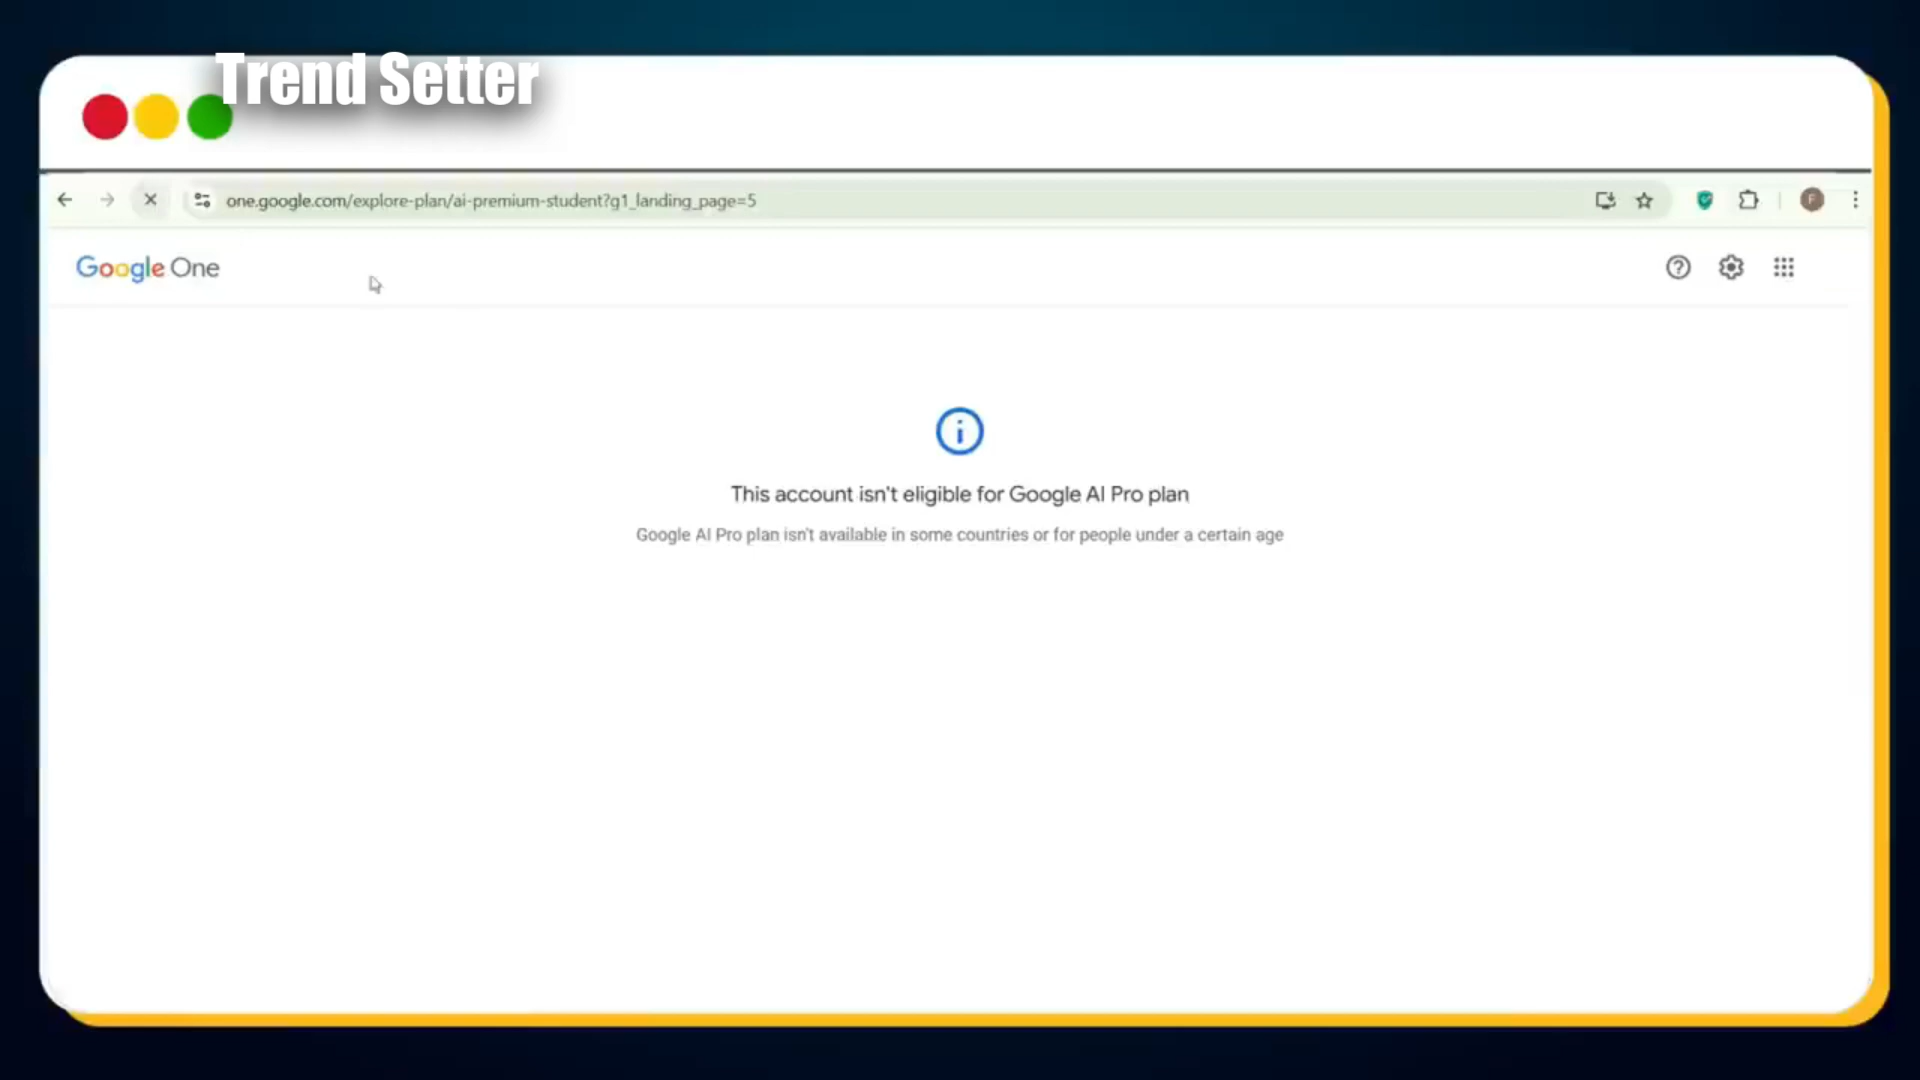 Trend Setter
one.google.com/explore-plan/ai-premium-student?g1_landing_page=5
F
Google One
This account isn't eligible for Google AI Pro plan
Google AI Pro plan isn't available in some countries or for people under a certain age